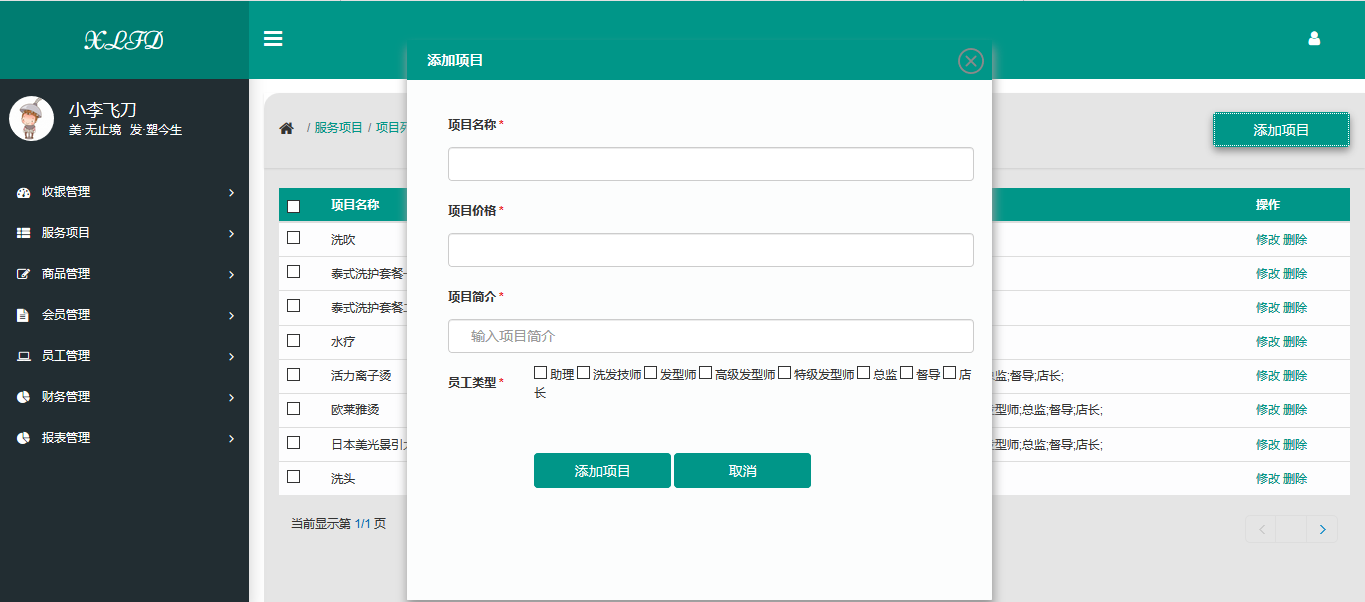 XLFD
小李飞刀
美·无止境 发·塑今生
收银管理
服务项目
商品管理
会员管理
员工管理
财务管理
报表管理
/ 服务项目 / 项目列
添加项目
项目名称 操作
洗吹 修改 删除
泰式洗护套餐 修改 删除
泰式洗护套餐 修改 删除
水疗 修改 删除
活力离子烫 总监;督导;店长; 修改 删除
欧莱雅烫 型师;总监;督导;店长; 修改 删除
日本美光景引 型师;总监;督导;店长; 修改 删除
洗头 修改 删除
当前显示第 1/1 页
添加项目
项目名称*
项目价格*
项目简介*
输入项目简介
员工类型* 助理 洗发技师 发型师 高级发型师 特级发型师 总监 督导 店
长
添加项目 取消